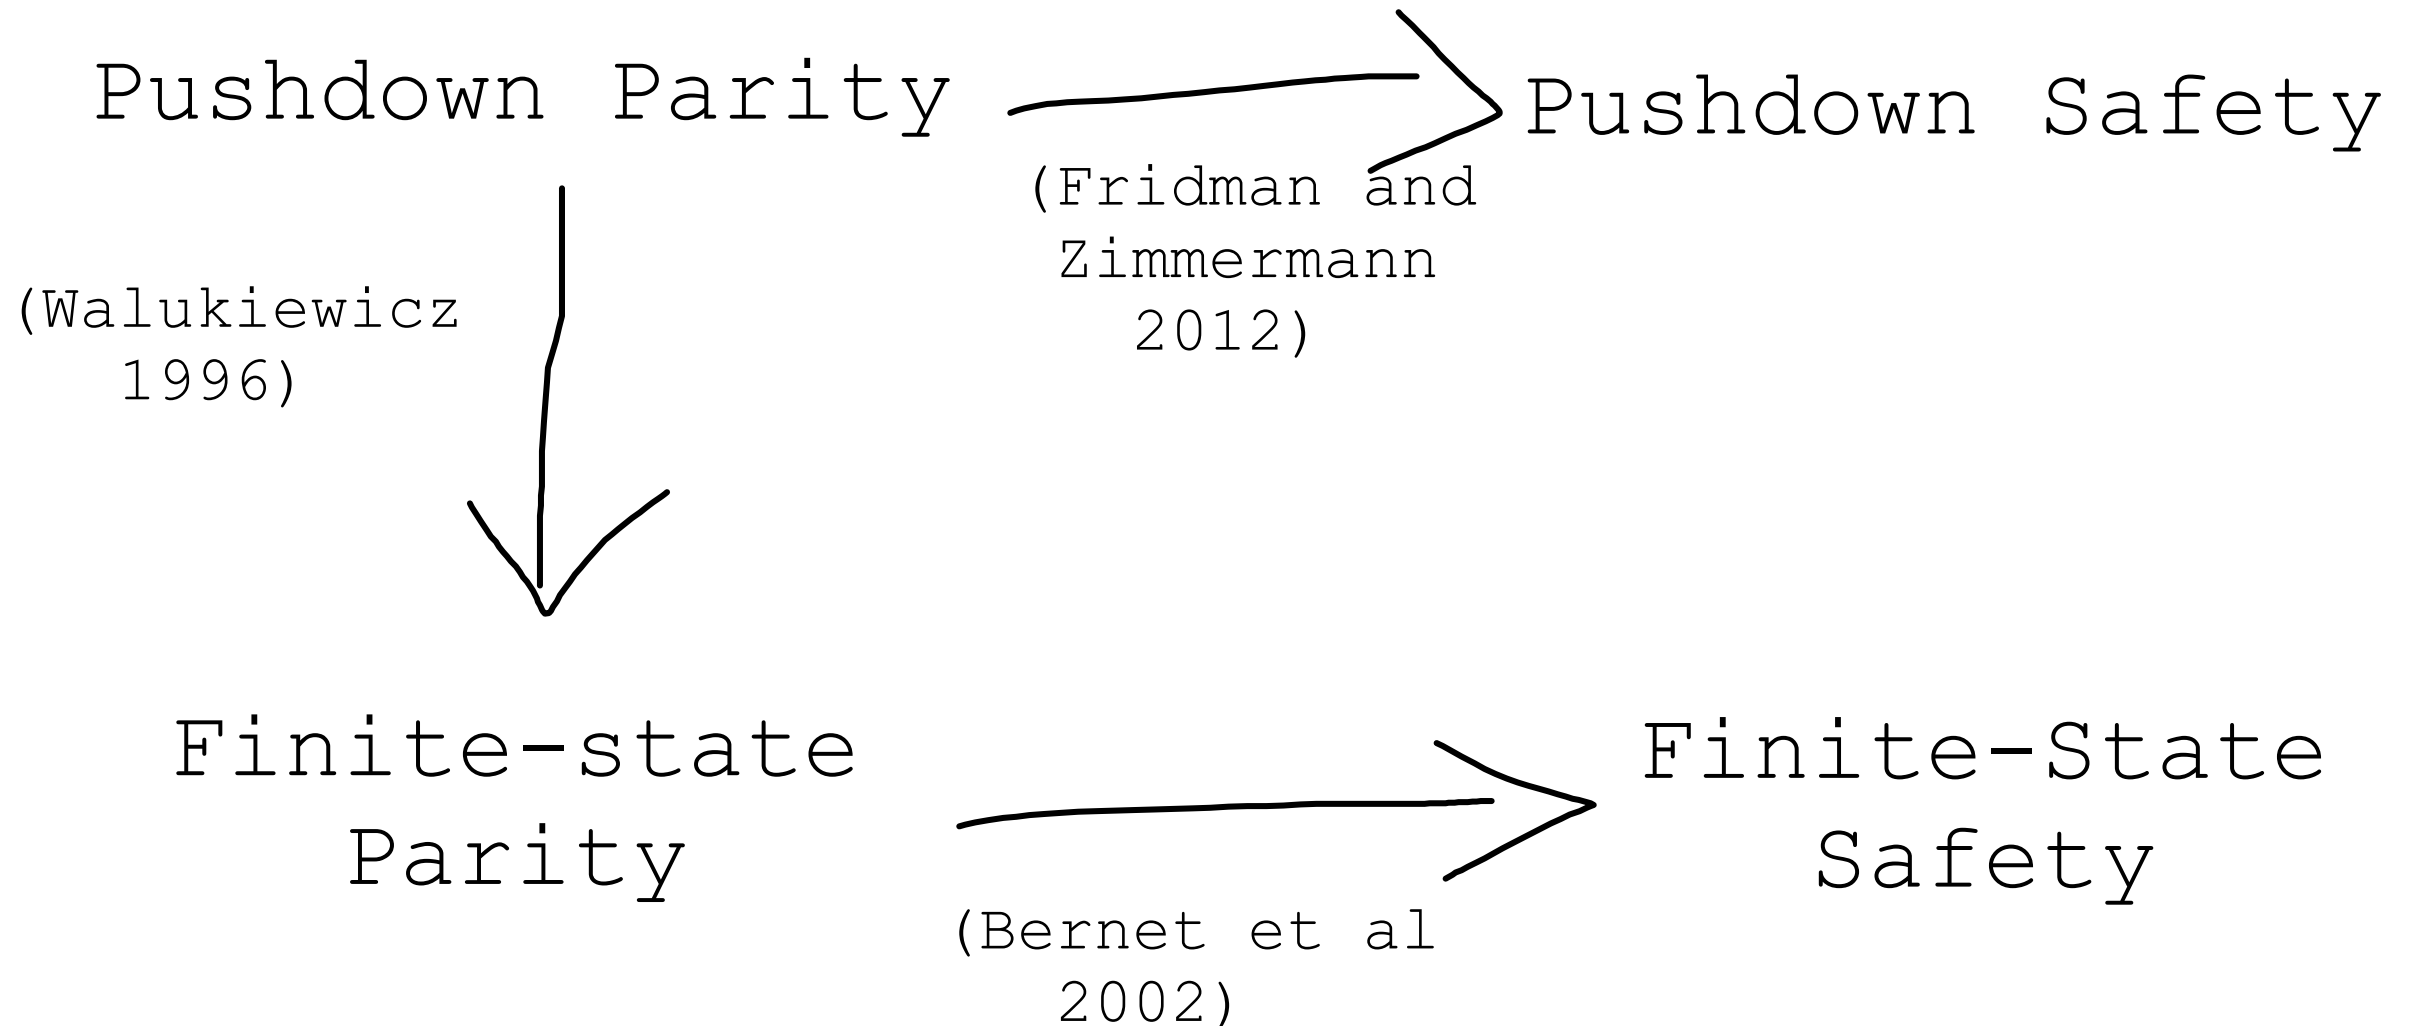 Pushdown Parity
Pushdown Safety
(Fridman and
Zimmermann
2012)
(Walukiewicz
1996)
Finite-state
Parity
Finite-State
Safety
(Bernet et al
2002)